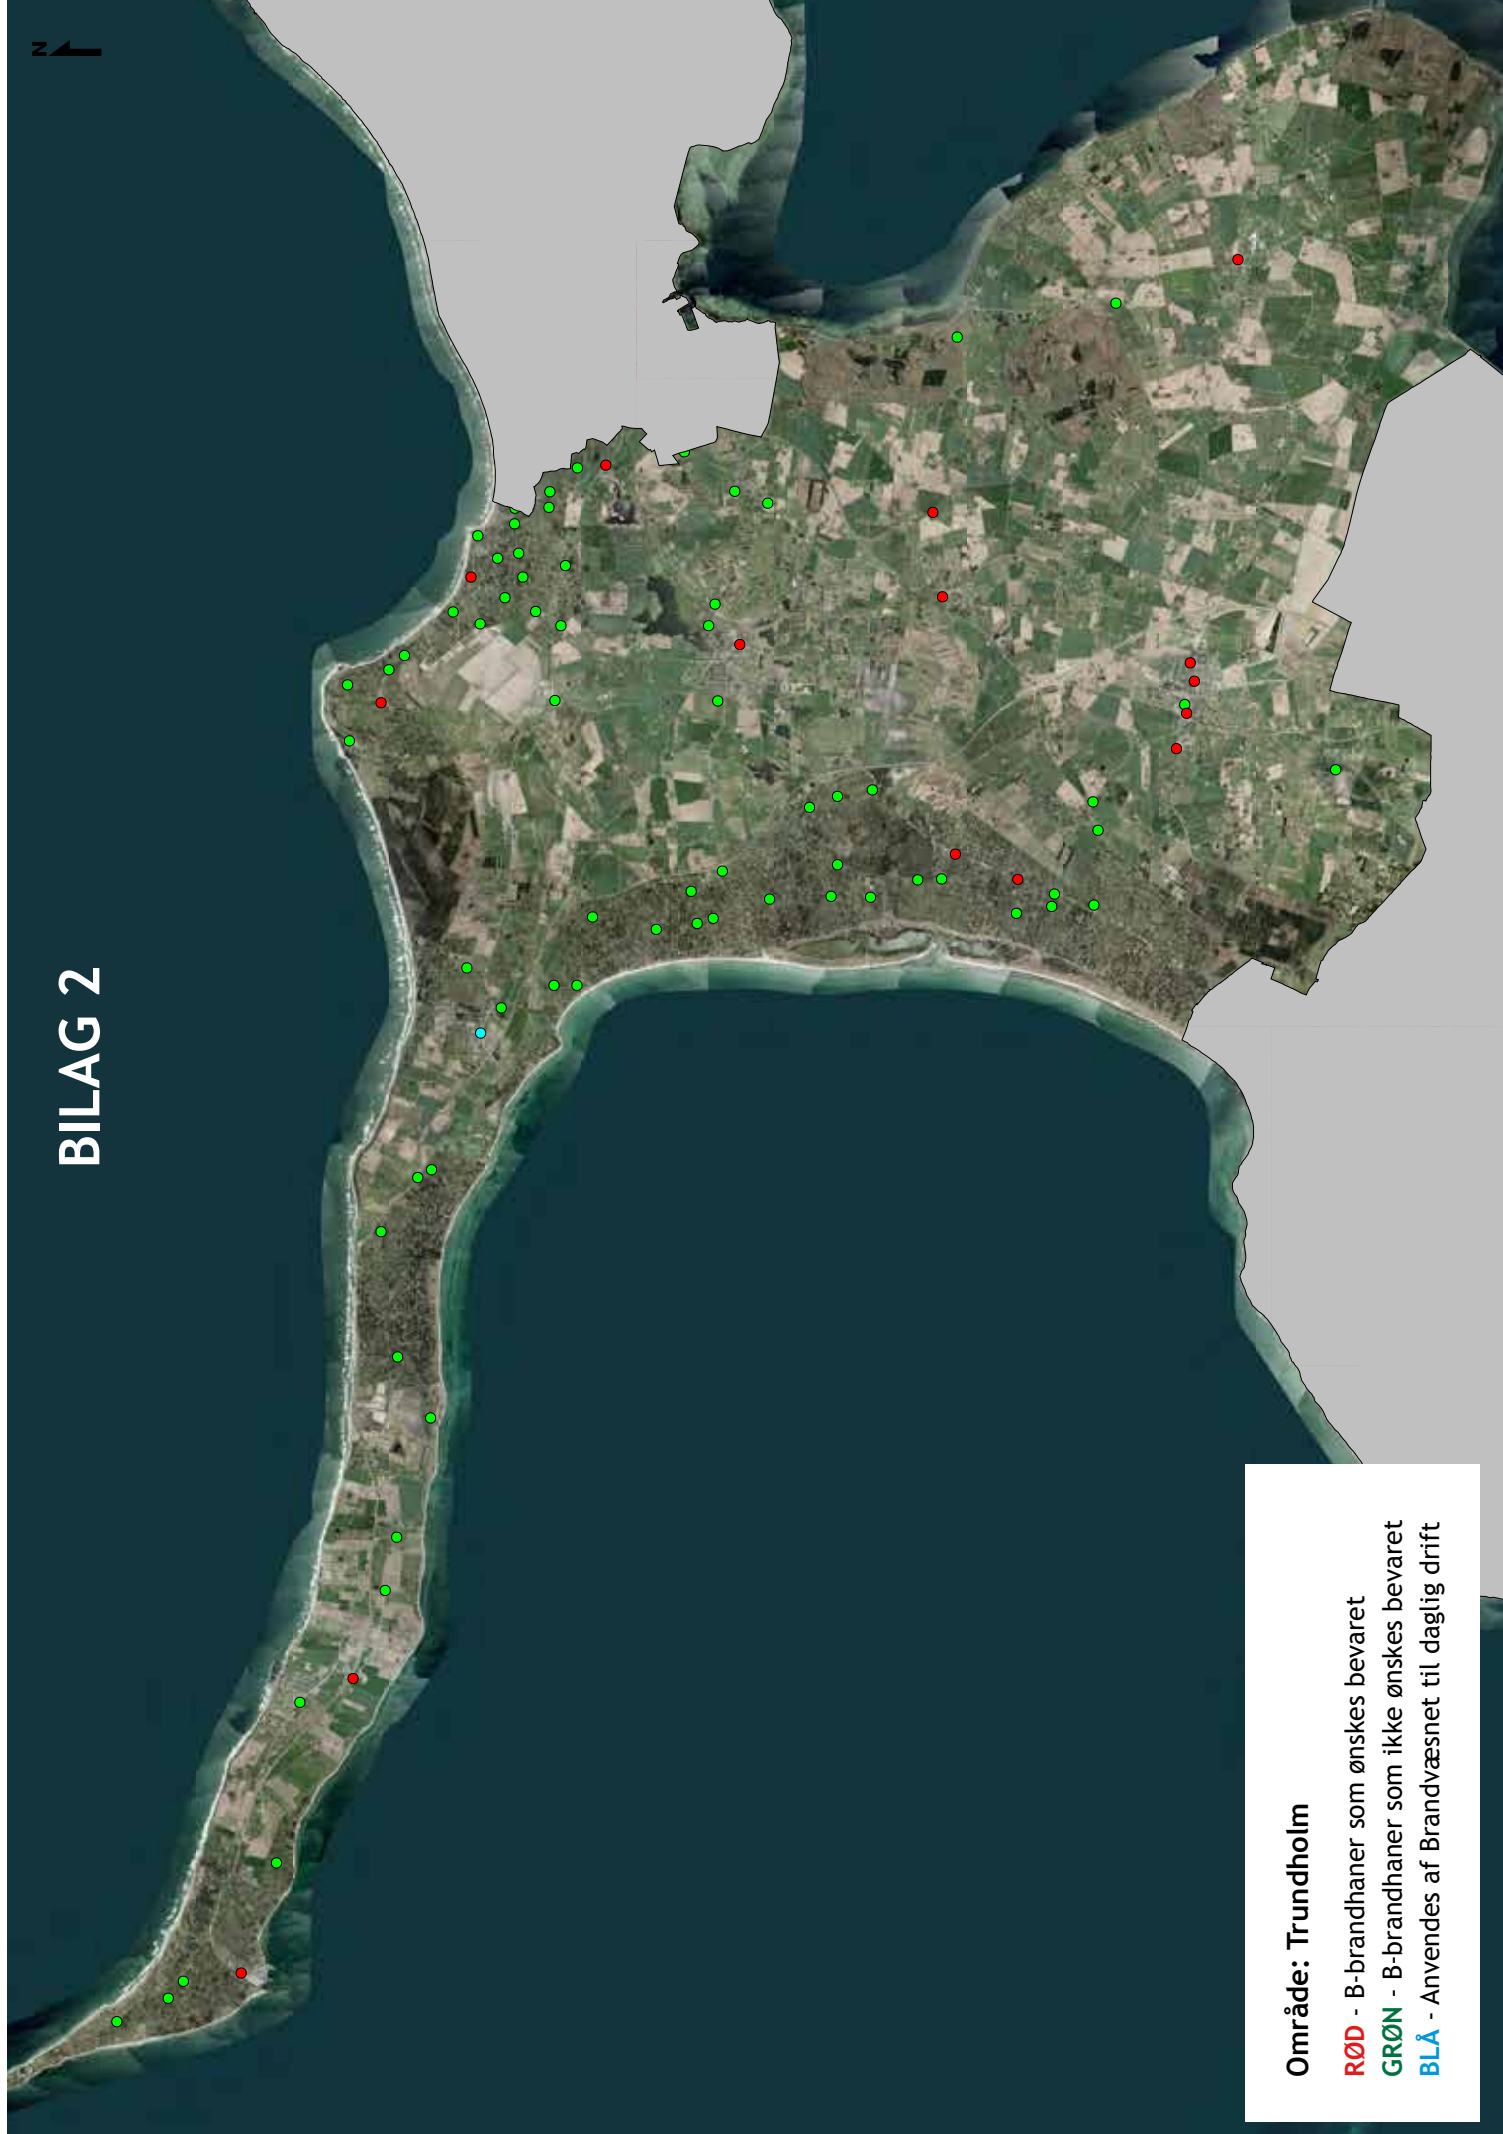 BILAG 2
N
Område: Trundholm
RØD - B-brandhaner som ønskes bevaret
GRØN - B-brandhaner som ikke ønskes bevaret
BLÅ - Anvendes af Brandvæsnet til daglig drift